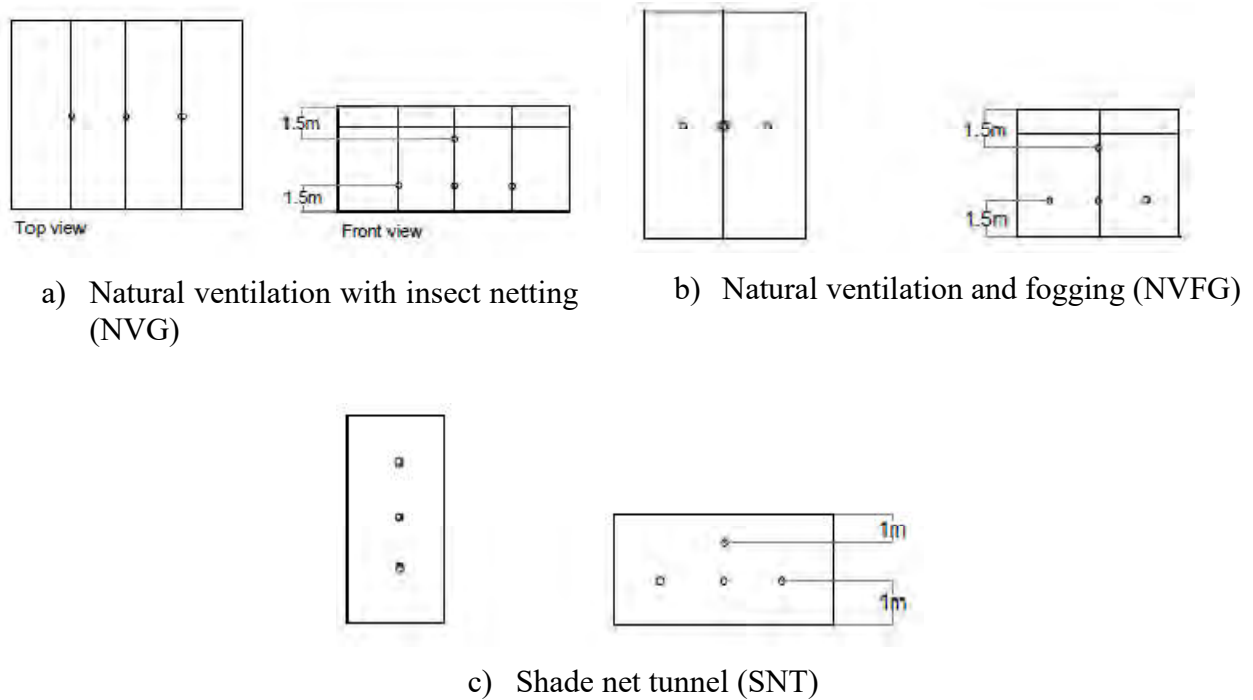 1.5m
1.5m
Top view
Front view
a) Natural ventilation with insect netting
(NVG)
1.5m
1.5m
b) Natural ventilation and fogging (NVFG)
1m
1m
c) Shade net tunnel (SNT)